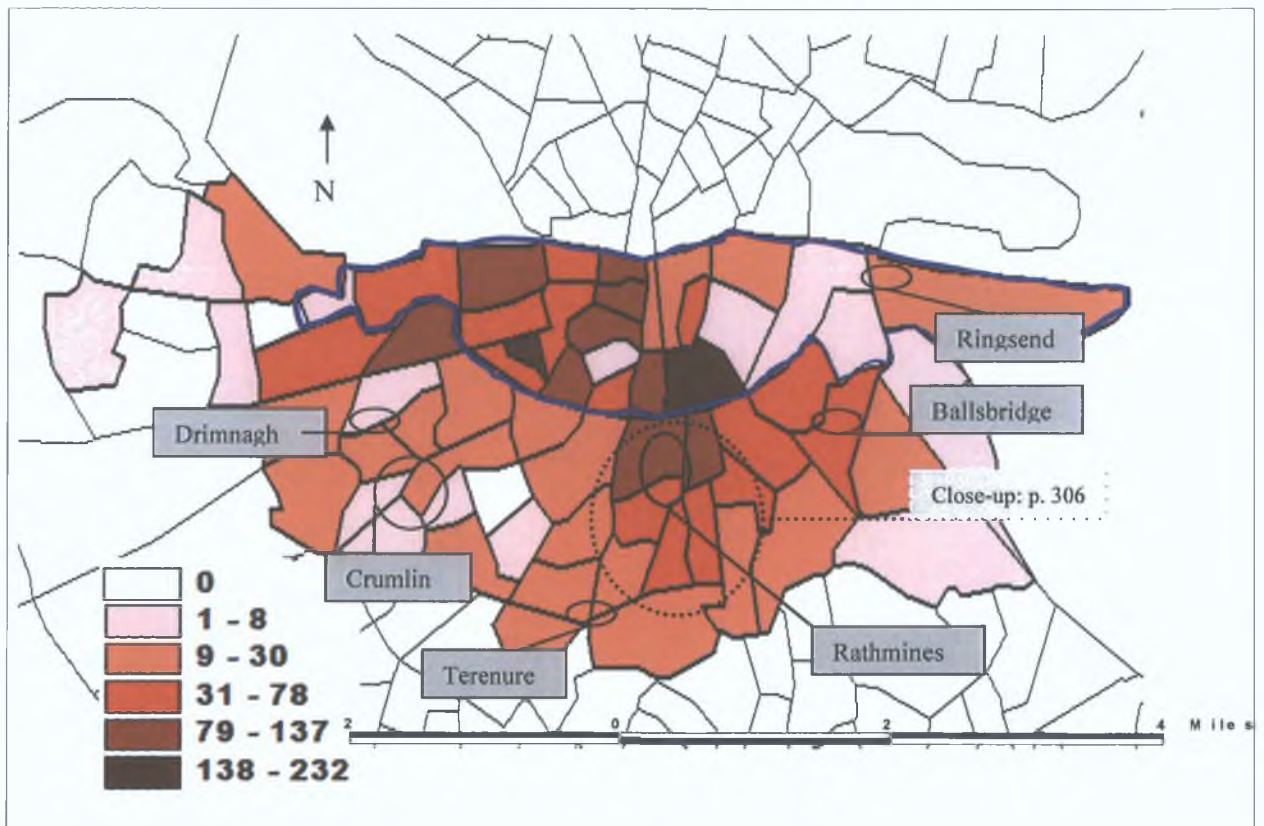 N
Ringsend
Ballsbridge
Drimnagh
Close-up: p. 306
Crumlin
Rathmines
Terenure
0
1 - 8
9 - 30
31 - 78
79 - 137
138 - 232
2 0 2 4 Miles